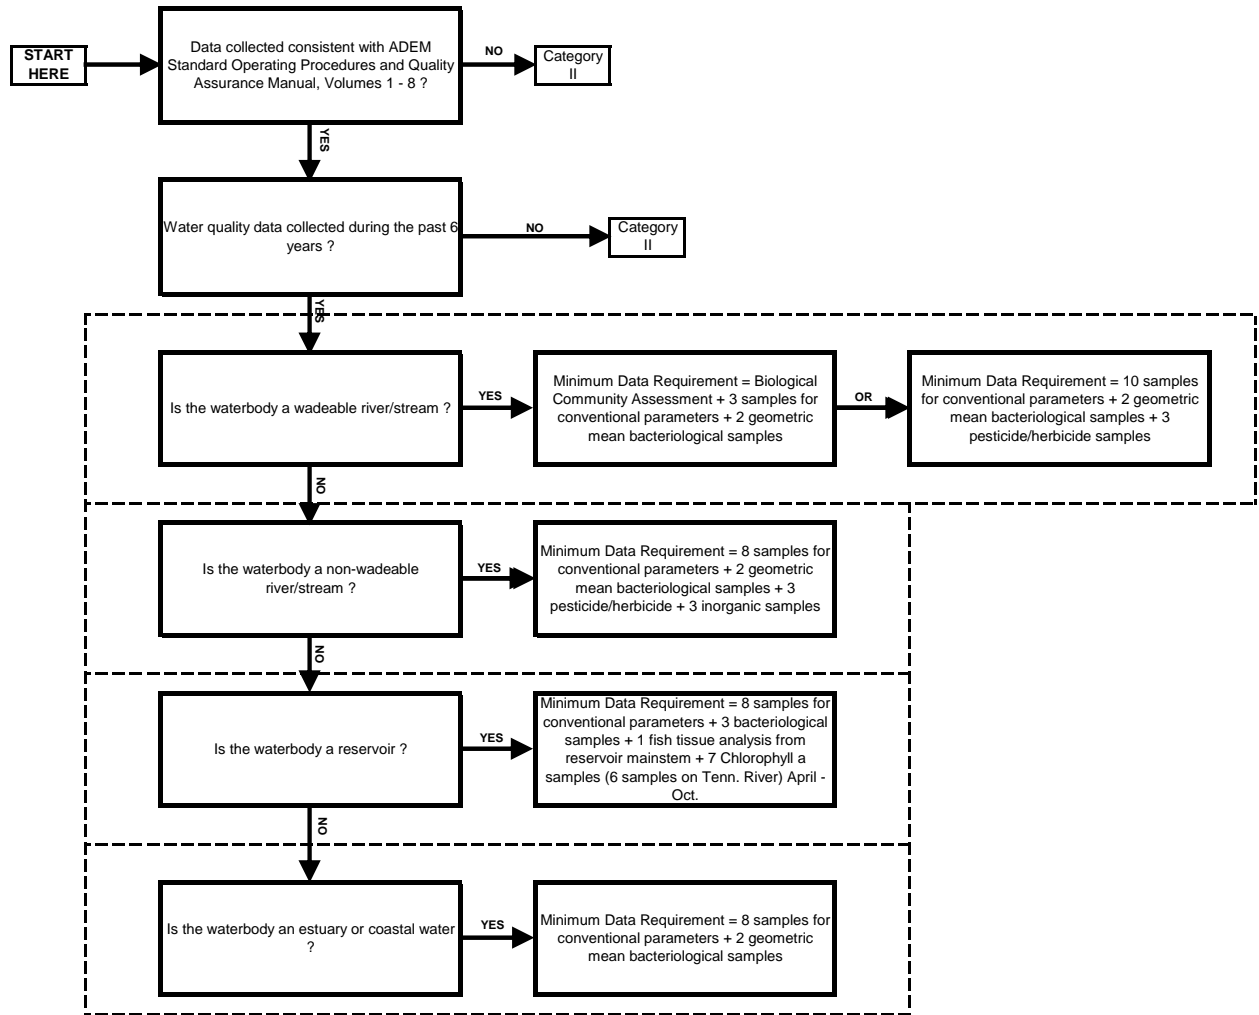 START
HERE
Data collected consistent with ADEM
Standard Operating Procedures and Quality
Assurance Manual, Volumes 1 - 8 ?
NO
Category
II
YES
Water quality data collected during the past 6
years ?
NO
Category
II
YES
Is the waterbody a wadeable river/stream ?
YES
Minimum Data Requirement = Biological
Community Assessment + 3 samples for
conventional parameters + 2 geometric
mean bacteriological samples
OR
Minimum Data Requirement = 10 samples
for conventional parameters + 2 geometric
mean bacteriological samples + 3
pesticide/herbicide samples
NO
Is the waterbody a non-wadeable
river/stream ?
YES
Minimum Data Requirement = 8 samples for
conventional parameters + 2 geometric
mean bacteriological samples + 3
pesticide/herbicide + 3 inorganic samples
NO
Is the waterbody a reservoir ?
YES
Minimum Data Requirement = 8 samples for
conventional parameters + 3 bacteriological
samples + 1 fish tissue analysis from
reservoir mainstem + 7 Chlorophyll a
samples (6 samples on Tenn. River) April -
Oct.
NO
Is the waterbody an estuary or coastal water
?
YES
Minimum Data Requirement = 8 samples for
conventional parameters + 2 geometric
mean bacteriological samples